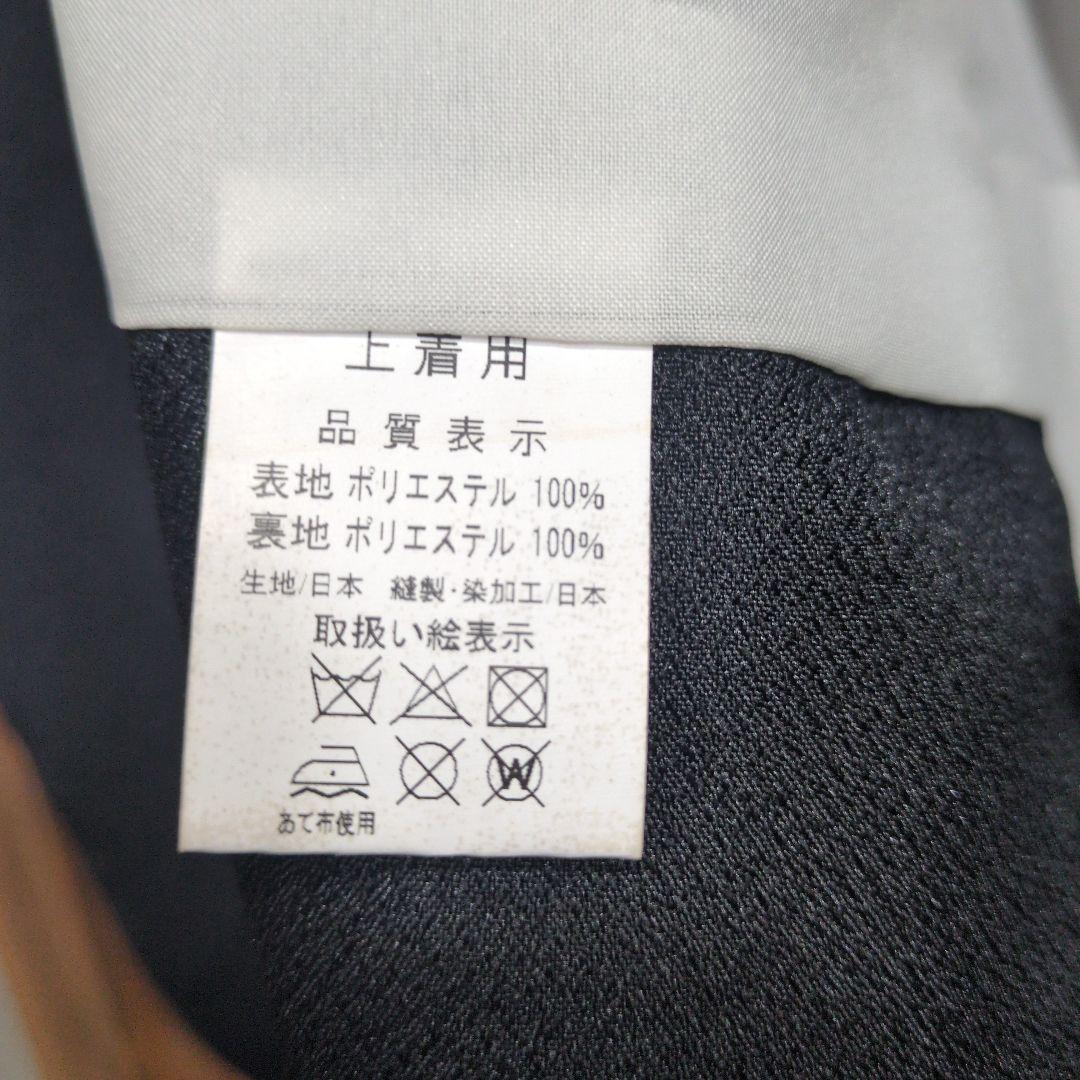 上着用
品質表示
表地 ポリエステル 100%
裏地 ポリエステル 100%
生地/日本 縫製・染加工/日本
取扱い絵表示
W
あて布使用